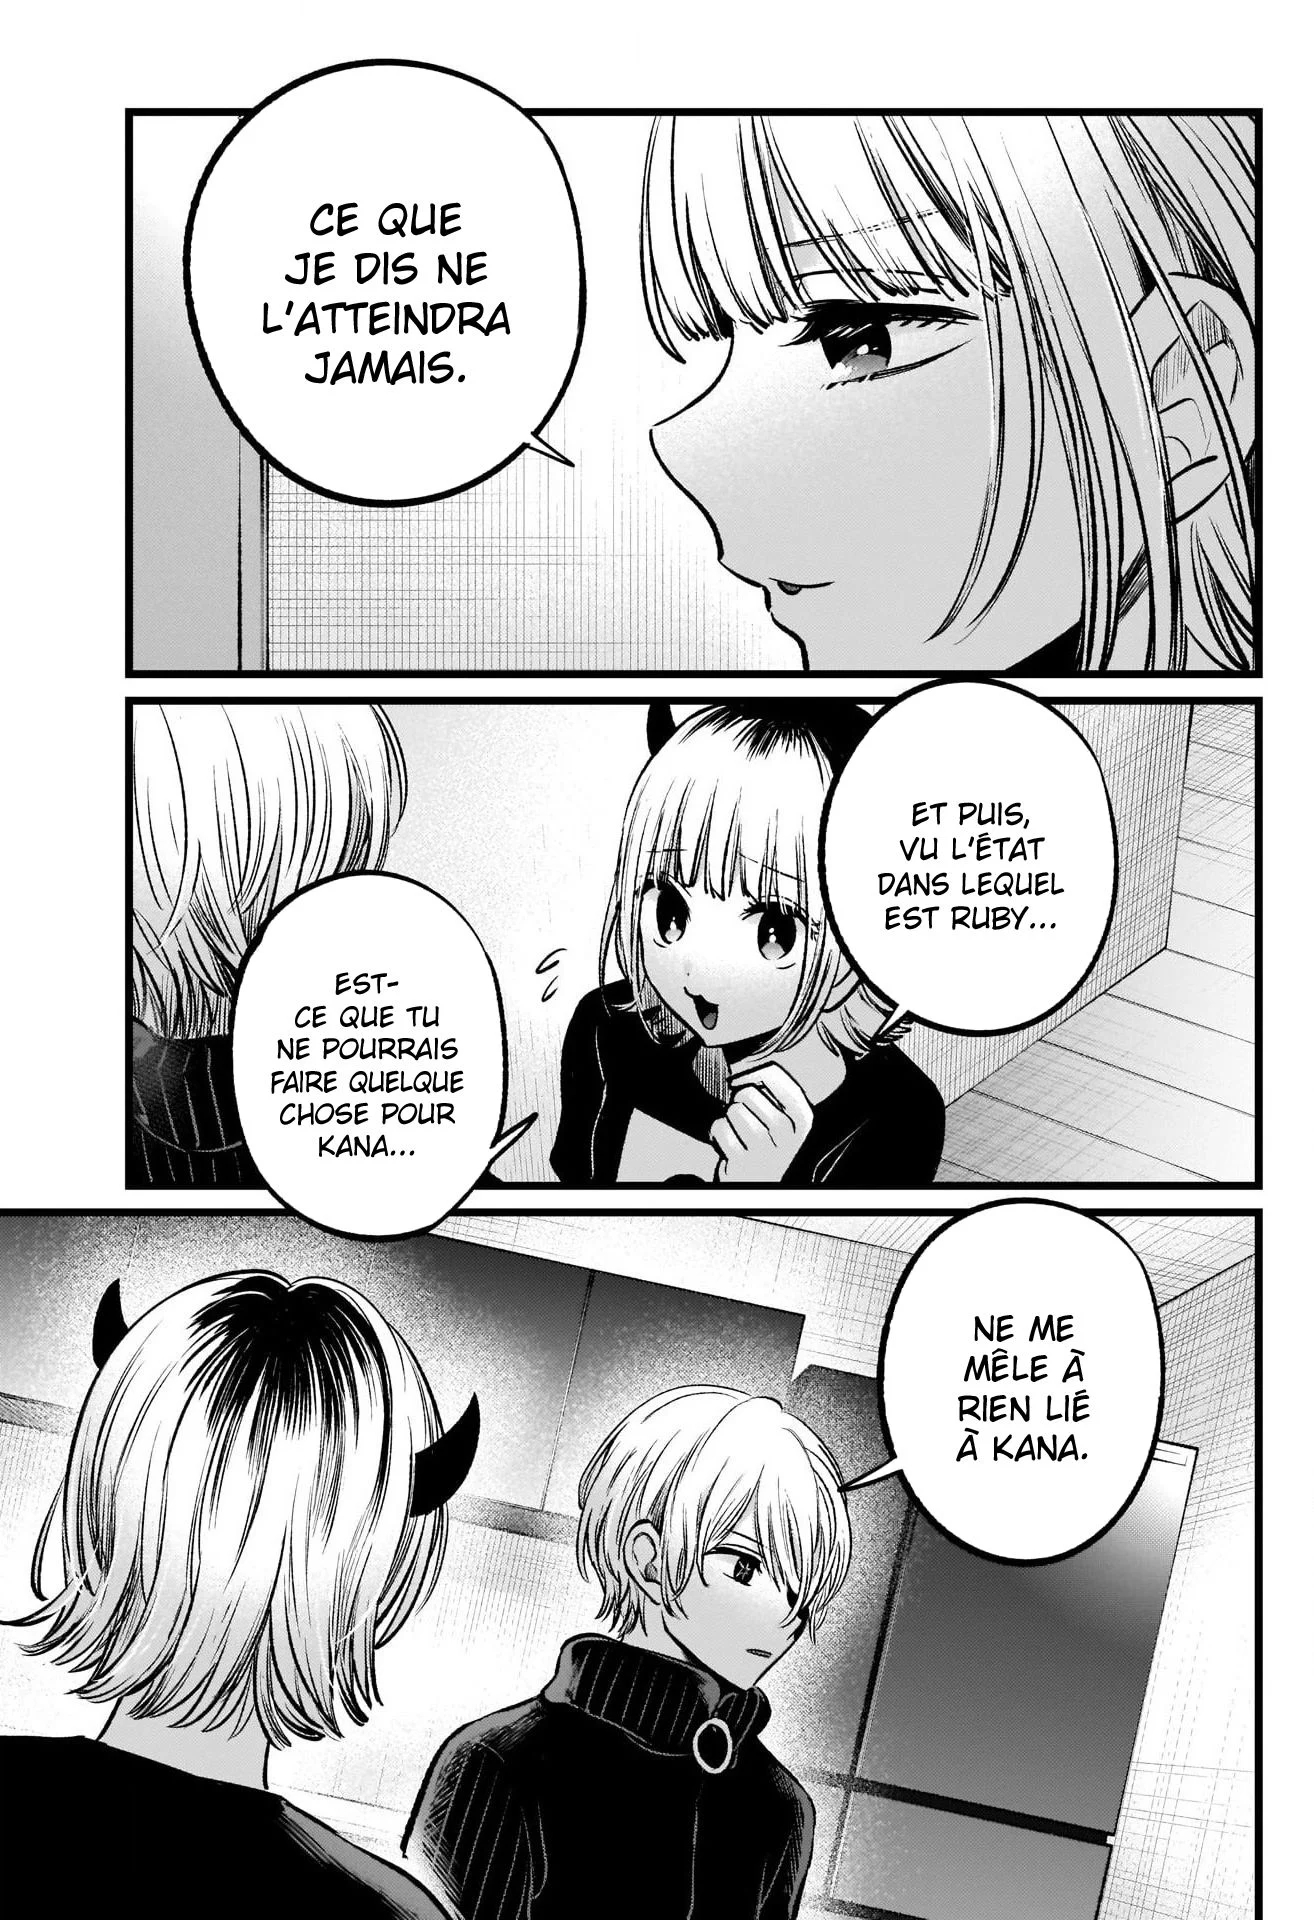 CE QUE
JE DIS NE
L'ATTEINDRA
JAMAIS.
ET PUIS,
VU L'ÉTAT
DANS LEQUEL
EST RUBY...
EST-
CE QUE TU
NE POURRAIS
FAIRE QUELQUE
CHOSE POUR
KANA...
NE ME
MÊLE À
RIEN LIÉ
À KANA.